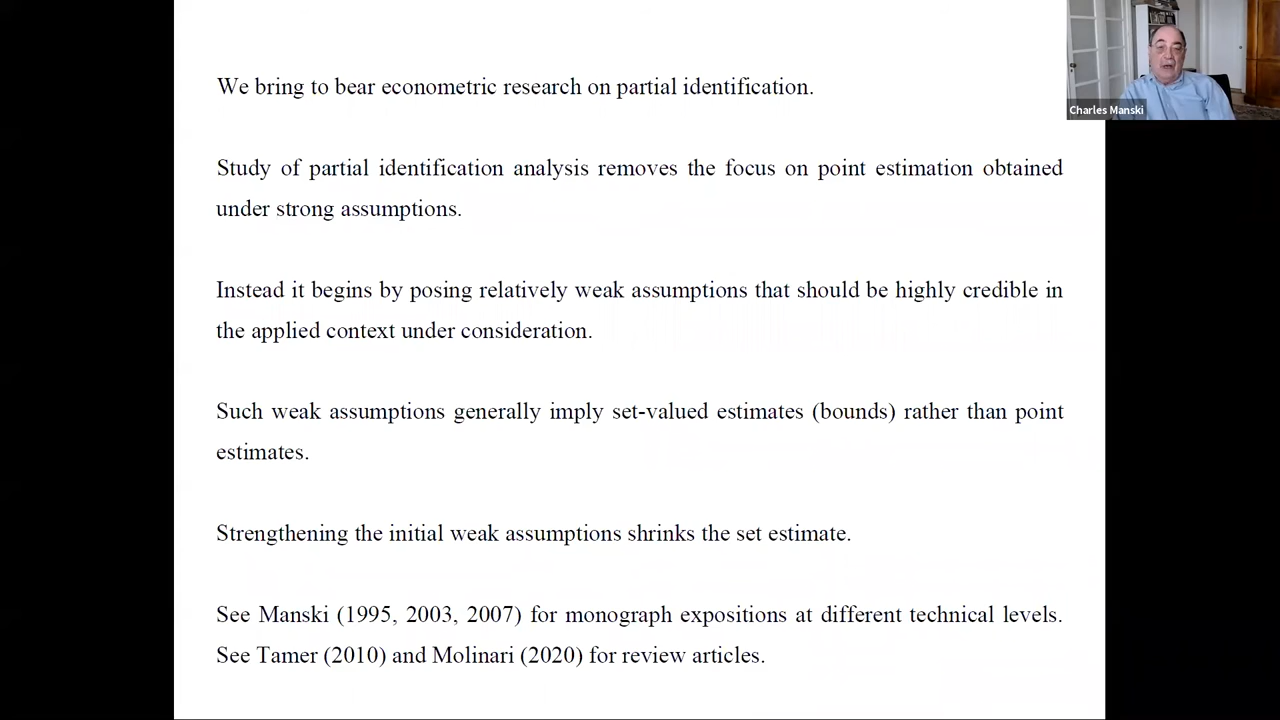 We bring to bear econometric research on partial identification.
Study of partial identification analysis removes the focus on point estimation obtained
under strong assumptions.
Instead it begins by posing relatively weak assumptions that should be highly credible in
the applied context under consideration.
Such weak assumptions generally imply set-valued estimates (bounds) rather than point
estimates.
Strengthening the initial weak assumptions shrinks the set estimate.
See Manski (1995, 2003, 2007) for monograph expositions at different technical levels.
See Tamer (2010) and Molinari (2020) for review articles.
Charles Manski